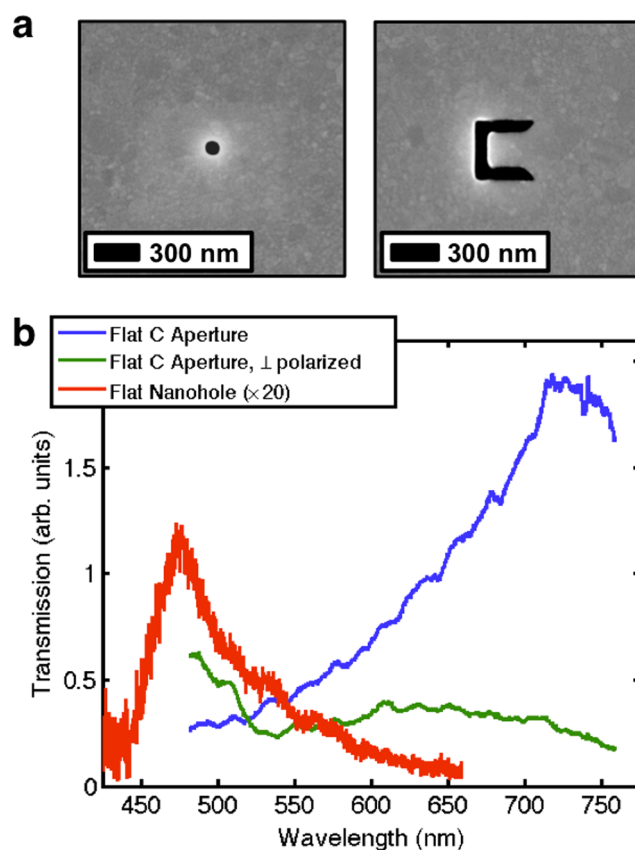 a
300 nm
300 nm
b
Flat C Aperture
Flat C Aperture, ⊥ polarized
Flat Nanohole (×20)
Transmission (arb. units)
1.5
1
0.5
0
450 500 550 600 650 700 750
Wavelength (nm)